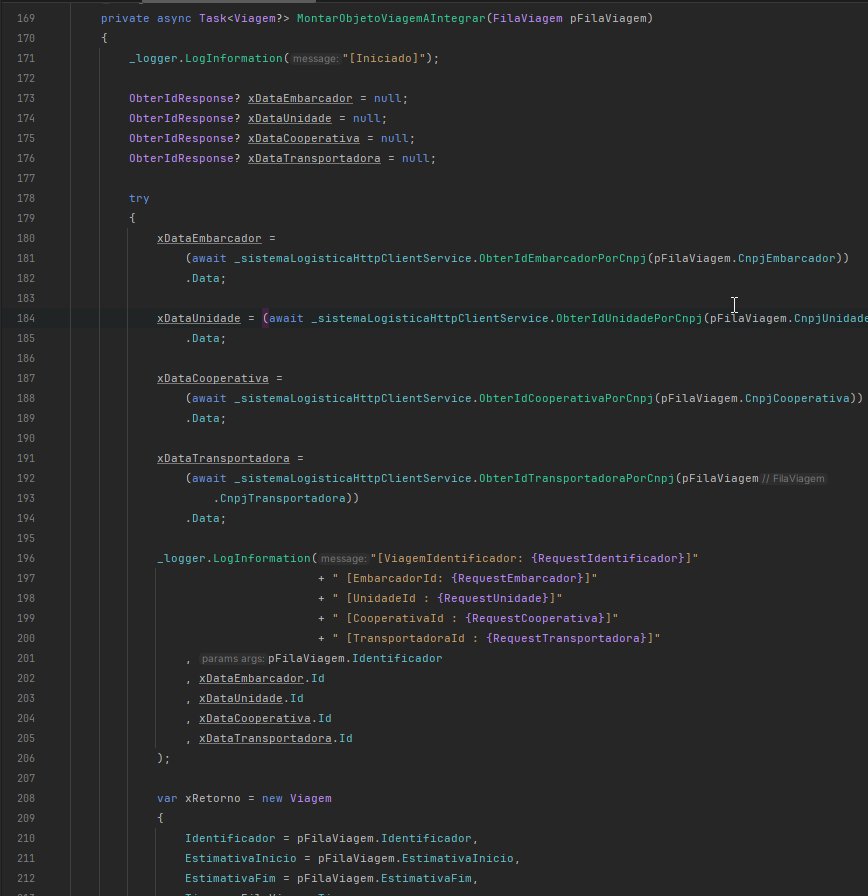 169 private async Task<Viagem?> MontarObjetoViagemAIntegrar(FilaViagem pFilaViagem)
170 {
171 _logger.LogInformation( message: "[Iniciado]");
172
173 ObterIdResponse? xDataEmbarcador = null;
174 ObterIdResponse? xDataUnidade = null;
175 ObterIdResponse? xDataCooperativa = null;
176 ObterIdResponse? xDataTransportadora = null;
177
178 try
179 {
180 xDataEmbarcador =
181 (await _sistemaLogisticaHttpClientService.ObterIdEmbarcadorPorCnpj(pFilaViagem.CnpjEmbarcador))
182 .Data;
183
184 xDataUnidade = (await _sistemaLogisticaHttpClientService.ObterIdUnidadePorCnpj(pFilaViagem.CnpjUnidade
185 .Data;
186
187 xDataCooperativa =
188 (await _sistemaLogisticaHttpClientService.ObterIdCooperativaPorCnpj(pFilaViagem.CnpjCooperativa))
189 .Data;
190
191 xDataTransportadora =
192 (await _sistemaLogisticaHttpClientService.ObterIdTransportadoraPorCnpj(pFilaViagem // FilaViagem
193 .CnpjTransportadora))
194 .Data;
195
196 _logger.LogInformation( message: "[ViagemIdentificador: {RequestIdentificador}]"
197 + " [EmbarcadorId: {RequestEmbarcador}]"
198 + " [UnidadeId : {RequestUnidade}]"
199 + " [CooperativaId : {RequestCooperativa}]"
200 + " [TransportadoraId : {RequestTransportadora}]"
201 , params args: pFilaViagem.Identificador
202 , xDataEmbarcador.Id
203 , xDataUnidade.Id
204 , xDataCooperativa.Id
205 , xDataTransportadora.Id
206 );
207
208 var xRetorno = new Viagem
209 {
210 Identificador = pFilaViagem.Identificador,
211 EstimativaInicio = pFilaViagem.EstimativaInicio,
212 EstimativaFim = pFilaViagem.EstimativaFim,